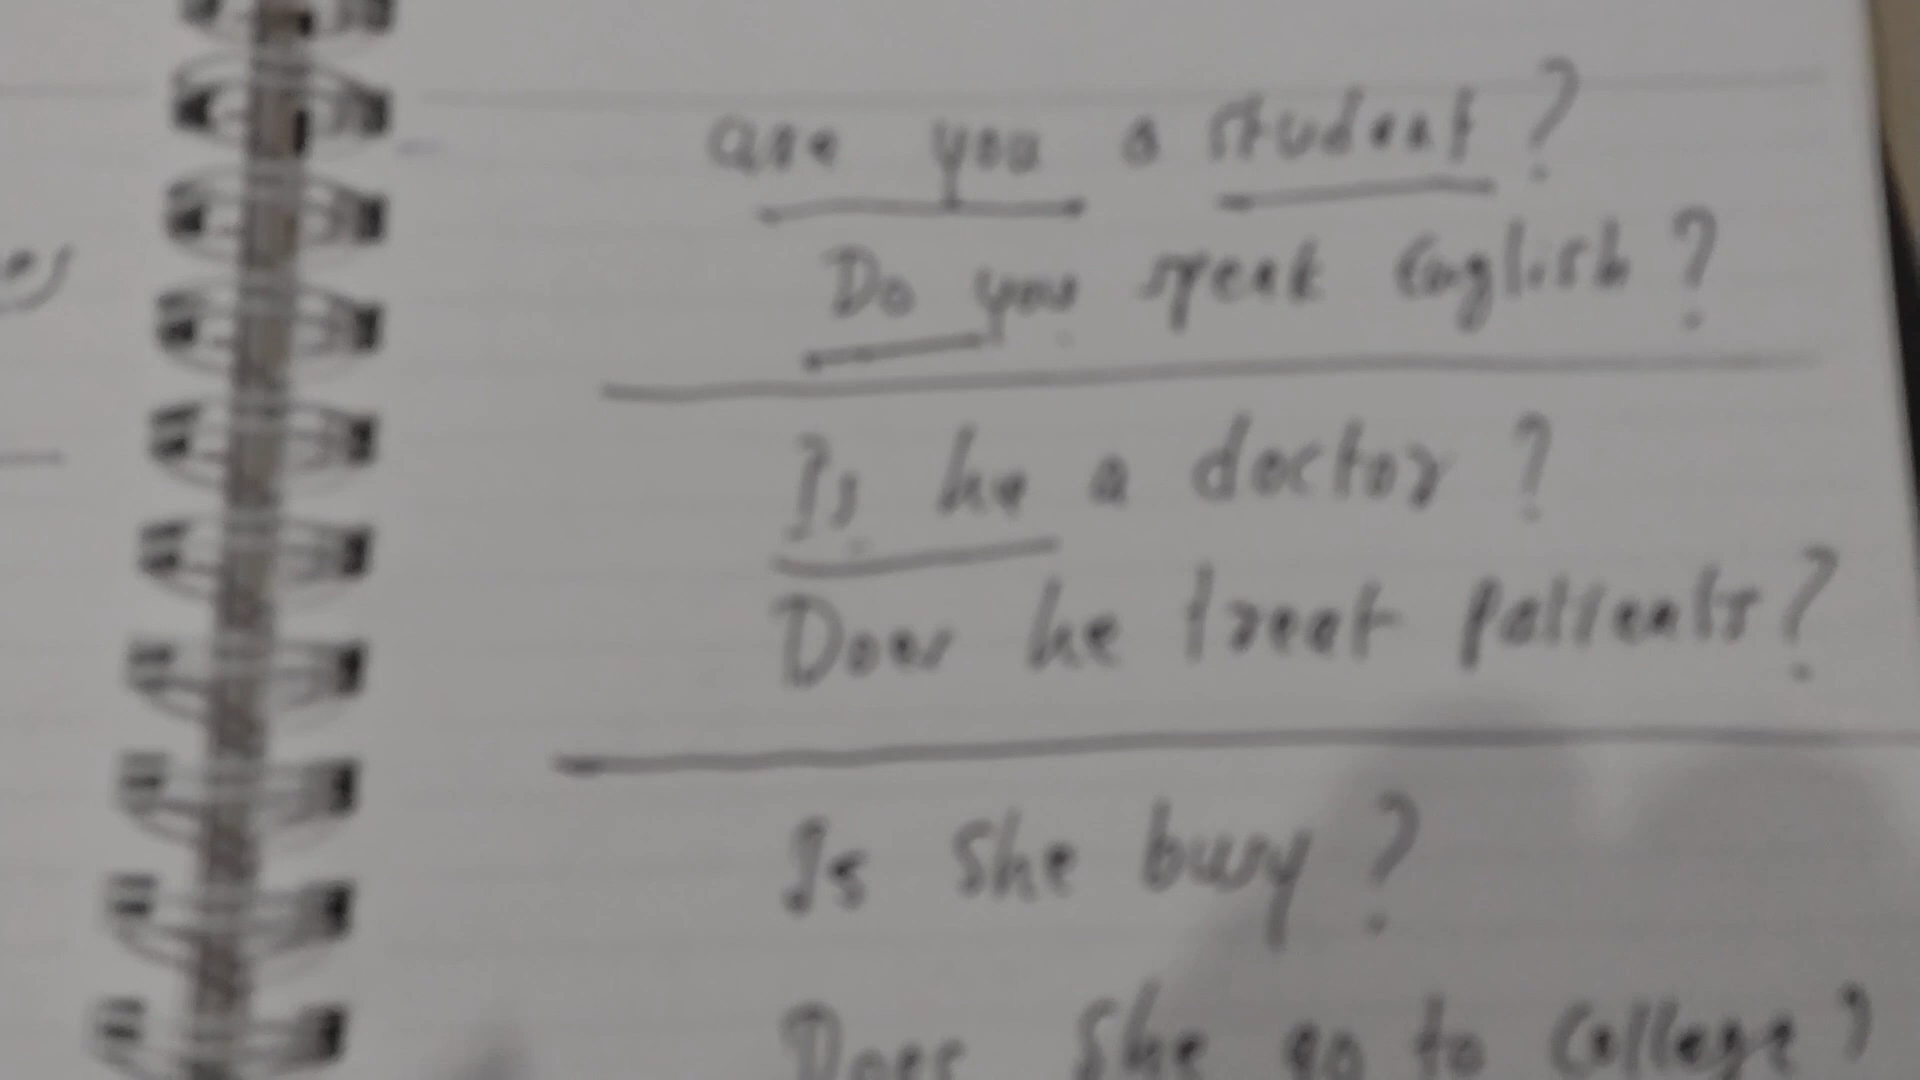 are you a student?
Do you speak English?
Is he a doctor?
Does he treat patients?
Is She busy?
Does She go to College?